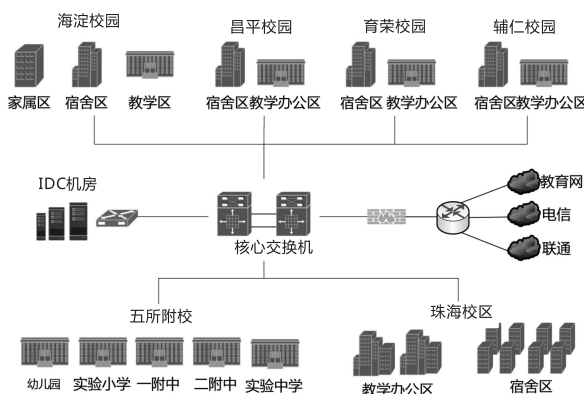 海淀校园
昌平校园
育荣校园
辅仁校园
家属区 宿舍区 教学区
宿舍区教学办公区
宿舍区 教学办公区
宿舍区教学办公区
IDC机房
核心交换机
教育网
电信
联通
五所附校
珠海校区
幼儿园 实验小学 一附中 二附中 实验中学
教学办公区 宿舍区